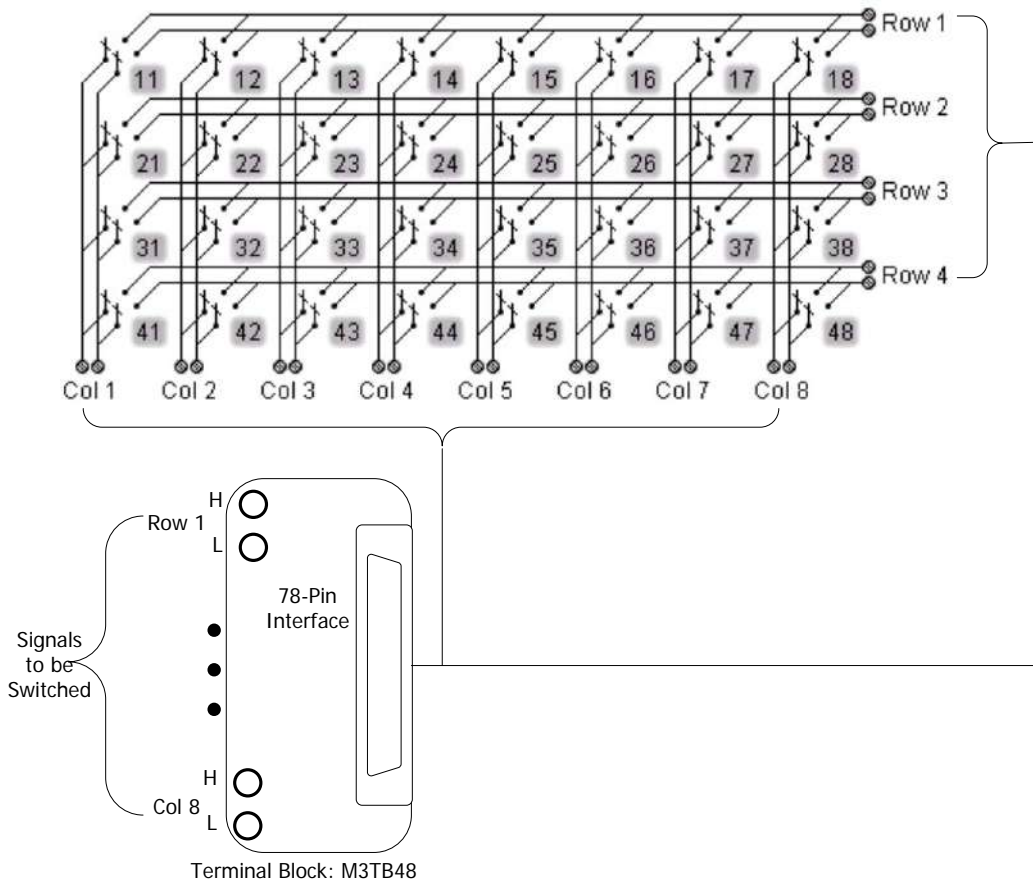 Row 1
11 12 13 14 15 16 17 18
Row 2
21 22 23 24 25 26 27 28
Row 3
31 32 33 34 35 36 37 38
Row 4
41 42 43 44 45 46 47 48
Col 1 Col 2 Col 3 Col 4 Col 5 Col 6 Col 7 Col 8
H
Row 1
L
78-Pin
Interface
Signals
to be
Switched
H
Col 8
L
Terminal Block: M3TB48